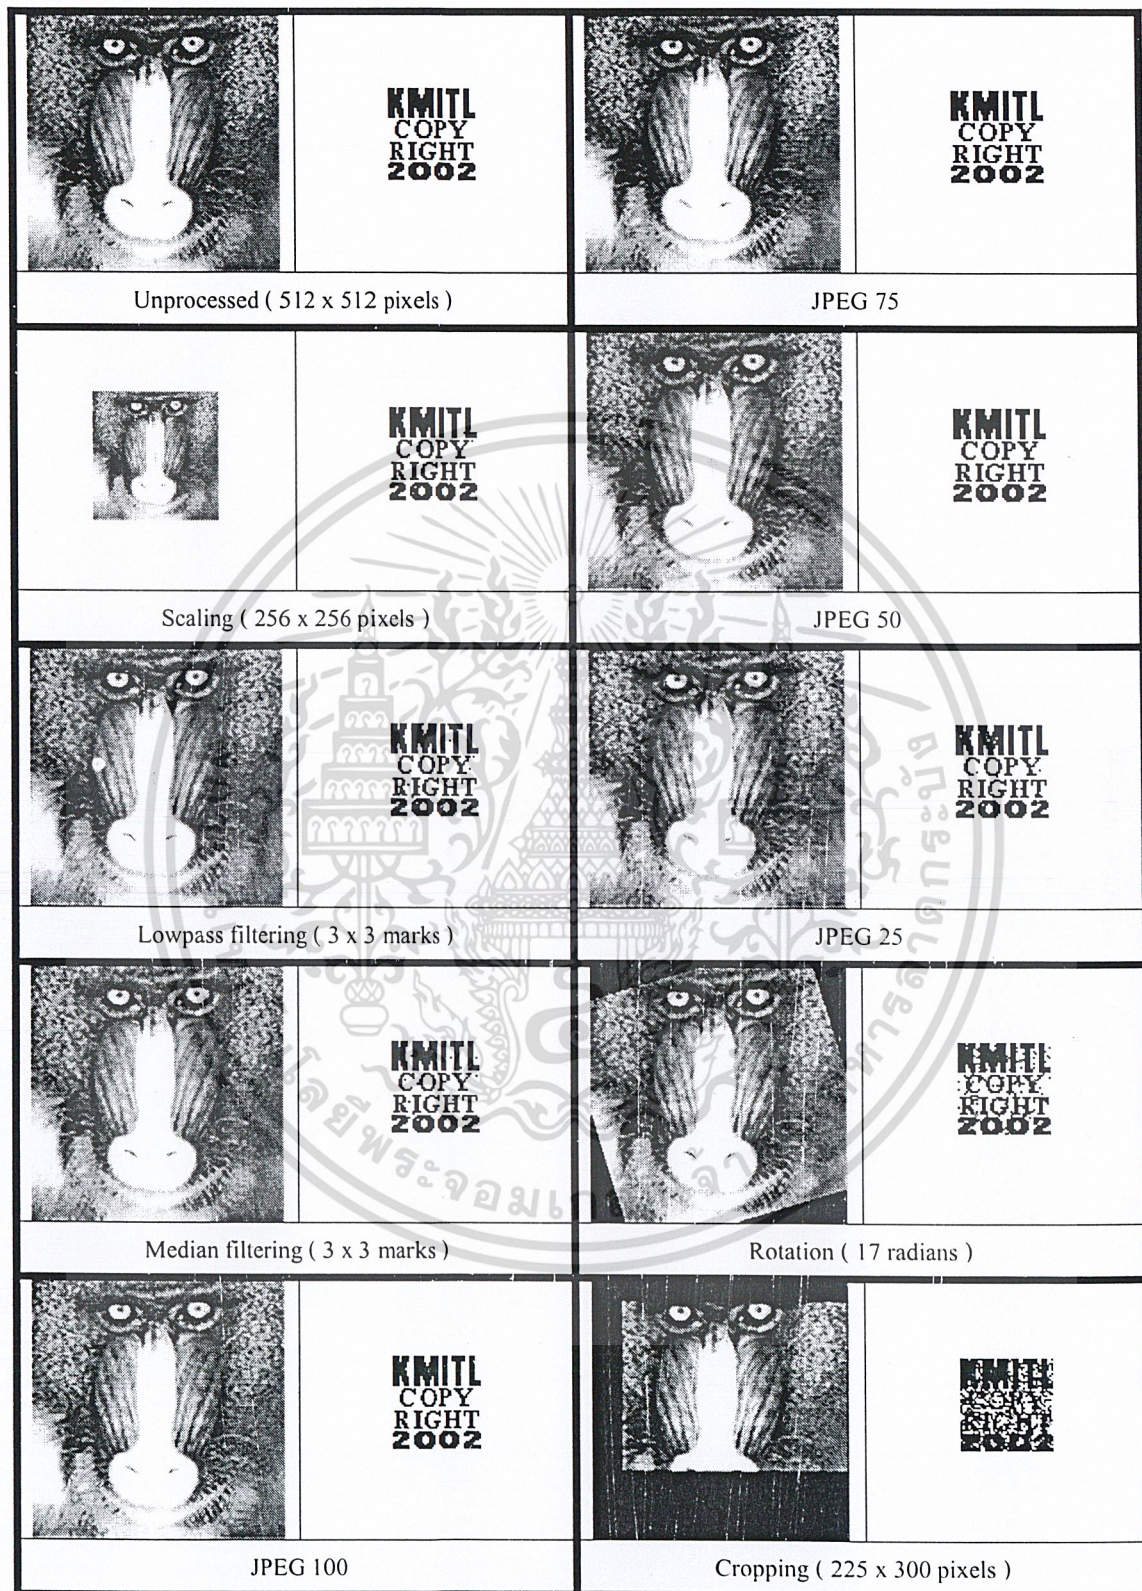 KMITL
COPY
RIGHT
2002
KMITL
COPY
RIGHT
2002
Unprocessed ( 512 x 512 pixels )
JPEG 75
KMITL
COPY
RIGHT
2002
KMITL
COPY
RIGHT
2002
Scaling ( 256 x 256 pixels )
JPEG 50
KMITL
COPY
RIGHT
2002
KMITL
COPY
RIGHT
2002
Lowpass filtering ( 3 x 3 marks )
JPEG 25
KMITL
COPY
RIGHT
2002
KMITL
COPY
RIGHT
2002
Median filtering ( 3 x 3 marks )
Rotation ( 17 radians )
KMITL
COPY
RIGHT
2002
KMITL
RIGHT
2002
JPEG 100
Cropping ( 225 x 300 pixels )